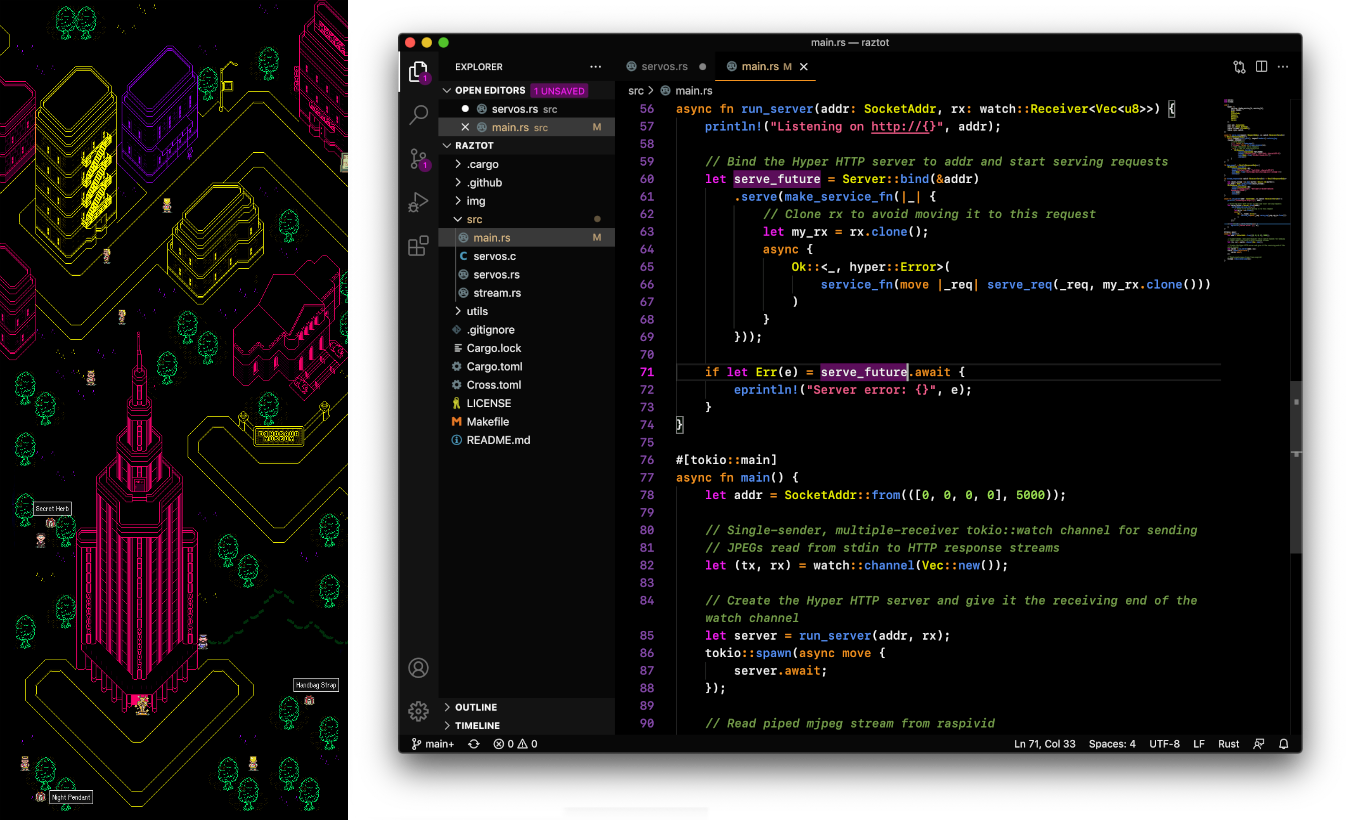 DINOSAUR
MUSEUM
Secret Herb
Handbag Strap
Night Pendant
main.rs — raztot
EXPLORER
OPEN EDITORS 1 UNSAVED
servos.rs src
main.rs src M
RAZTOT
.cargo
.github
img
src
main.rs M
servos.c
servos.rs
stream.rs
utils
.gitignore
Cargo.lock
Cargo.toml
Cross.toml
LICENSE
Makefile
README.md
OUTLINE
TIMELINE
servos.rs
main.rs M
src > main.rs
56 async fn run_server(addr: SocketAddr, rx: watch::Receiver<Vec<u8>>) {
57 println!("Listening on http://{}", addr);
58
59 // Bind the Hyper HTTP server to addr and start serving requests
60 let serve_future = Server::bind(&addr)
61 .serve(make_service_fn(|_| {
62 // Clone rx to avoid moving it to this request
63 let my_rx = rx.clone();
64 async {
65 Ok::<_, hyper::Error>(
66 service_fn(move |_req| serve_req(_req, my_rx.clone()))
67 )
68 }
69 }));
70
71 if let Err(e) = serve_future.await {
72 eprintln!("Server error: {}", e);
73 }
74 }
75
76 #[tokio::main]
77 async fn main() {
78 let addr = SocketAddr::from(([0, 0, 0, 0], 5000));
79
80 // Single-sender, multiple-receiver tokio::watch channel for sending
81 // JPEGs read from stdin to HTTP response streams
82 let (tx, rx) = watch::channel(Vec::new());
83
84 // Create the Hyper HTTP server and give it the receiving end of the
watch channel
85 let server = run_server(addr, rx);
86 tokio::spawn(async move {
87 server.await;
88 });
89
90 // Read piped mjpeg stream from raspivid
main+ 0 0
Ln 71, Col 33 Spaces: 4 UTF-8 LF Rust